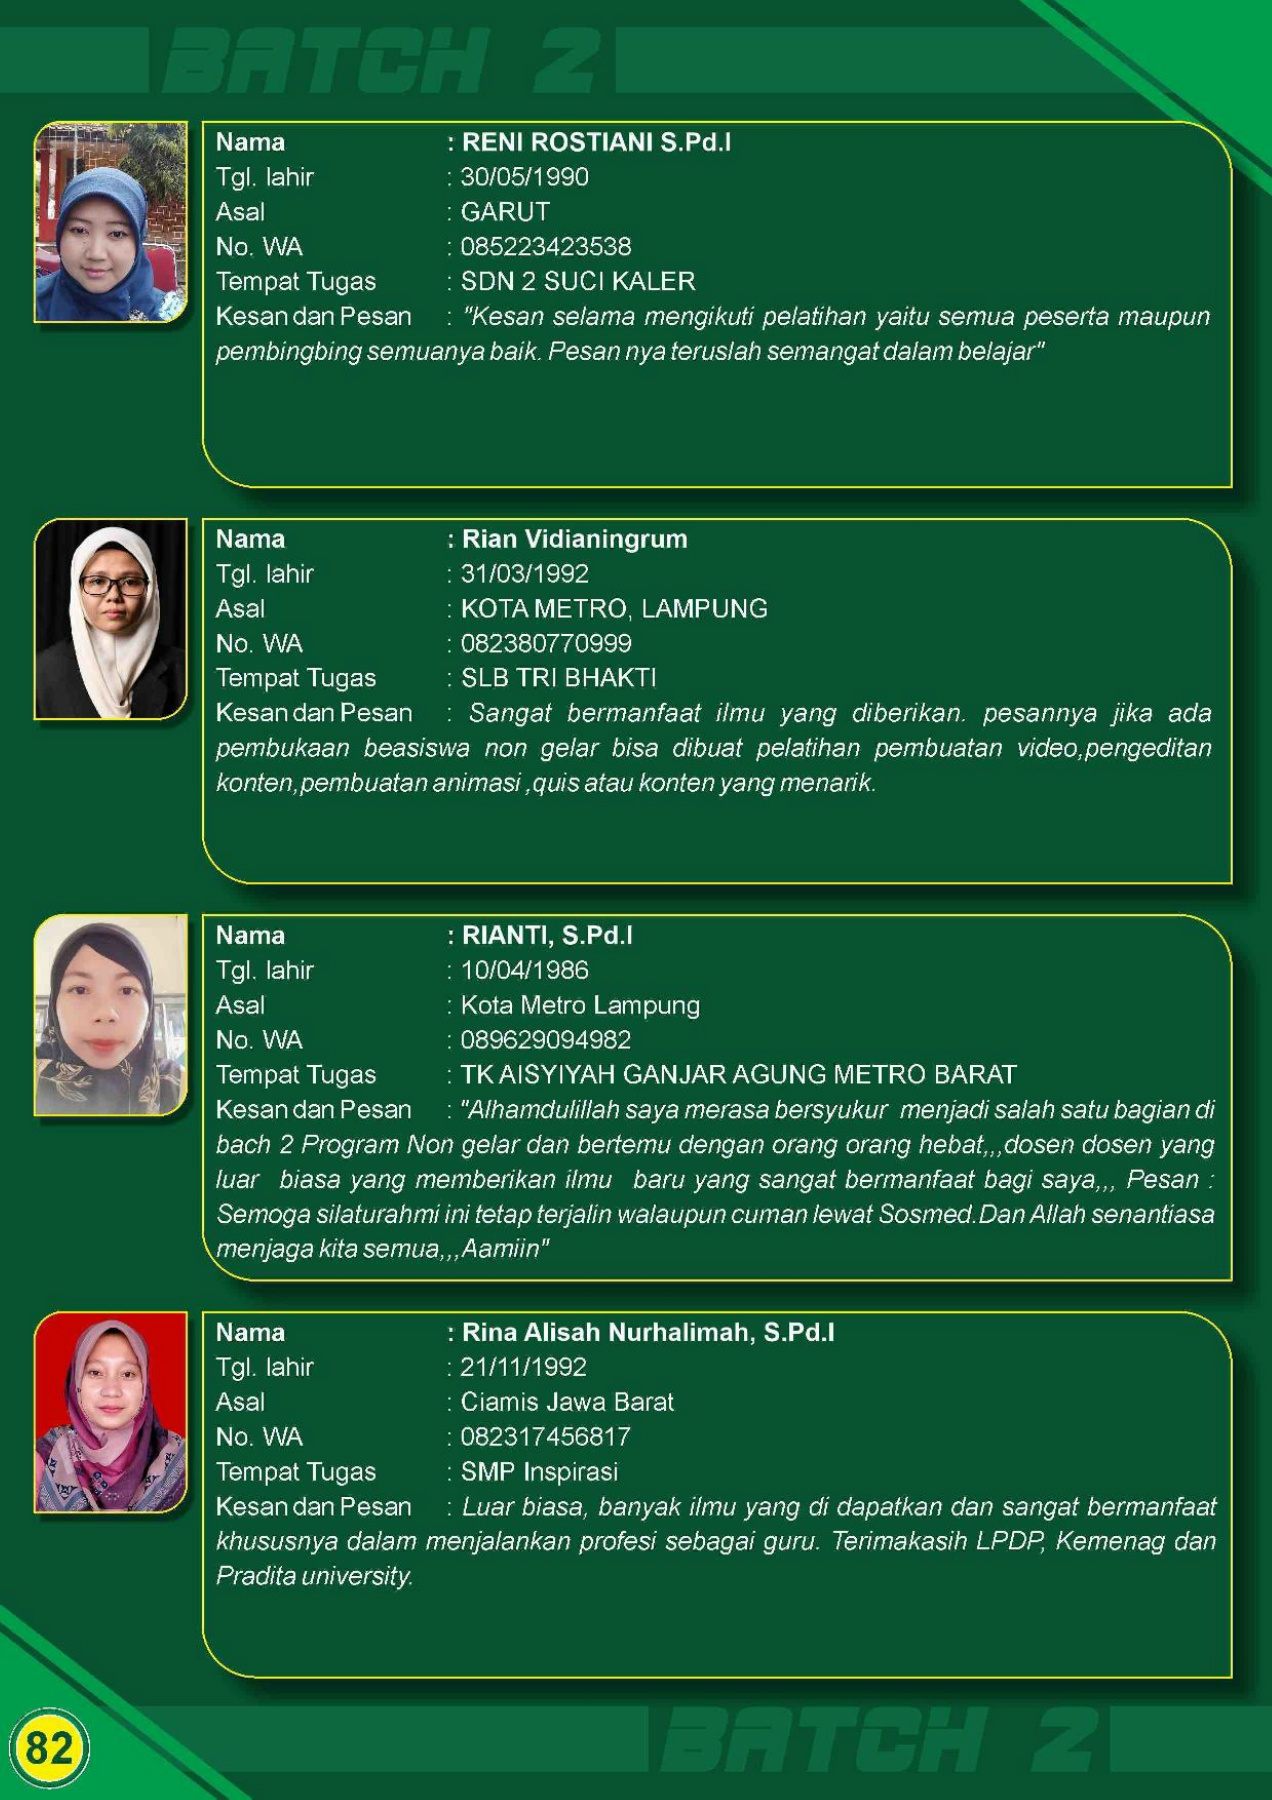 BATCH 2
Nama : RENI ROSTIANI S.Pd.I
Tgl. lahir : 30/05/1990
Asal : GARUT
No. WA : 085223423538
Tempat Tugas : SDN 2 SUCI KALER
Kesan dan Pesan : "Kesan selama mengikuti pelatihan yaitu semua peserta maupun
pembingbing semuanya baik. Pesan nya teruslah semangat dalam belajar"
Nama : Rian Vidianingrum
Tgl. lahir : 31/03/1992
Asal : KOTA METRO, LAMPUNG
No. WA : 082380770999
Tempat Tugas : SLB TRI BHAKTI
Kesan dan Pesan : Sangat bermanfaat ilmu yang diberikan. pesannya jika ada
pembukaan beasiswa non gelar bisa dibuat pelatihan pembuatan video,pengeditan
konten,pembuatan animasi ,quis atau konten yang menarik.
Nama : RIANTI, S.Pd.I
Tgl. lahir : 10/04/1986
Asal : Kota Metro Lampung
No. WA : 089629094982
Tempat Tugas : TK AISYIYAH GANJAR AGUNG METRO BARAT
Kesan dan Pesan : "Alhamdulillah saya merasa bersyukur menjadi salah satu bagian di
bach 2 Program Non gelar dan bertemu dengan orang orang hebat,,,dosen dosen yang
luar biasa yang memberikan ilmu baru yang sangat bermanfaat bagi saya,,, Pesan :
Semoga silaturahmi ini tetap terjalin walaupun cuman lewat Sosmed.Dan Allah senantiasa
menjaga kita semua,,,Aamiin"
Nama : Rina Alisah Nurhalimah, S.Pd.I
Tgl. lahir : 21/11/1992
Asal : Ciamis Jawa Barat
No. WA : 082317456817
Tempat Tugas : SMP Inspirasi
Kesan dan Pesan : Luar biasa, banyak ilmu yang di dapatkan dan sangat bermanfaat
khususnya dalam menjalankan profesi sebagai guru. Terimakasih LPDP, Kemenag dan
Pradita university.
82
BATCH 2